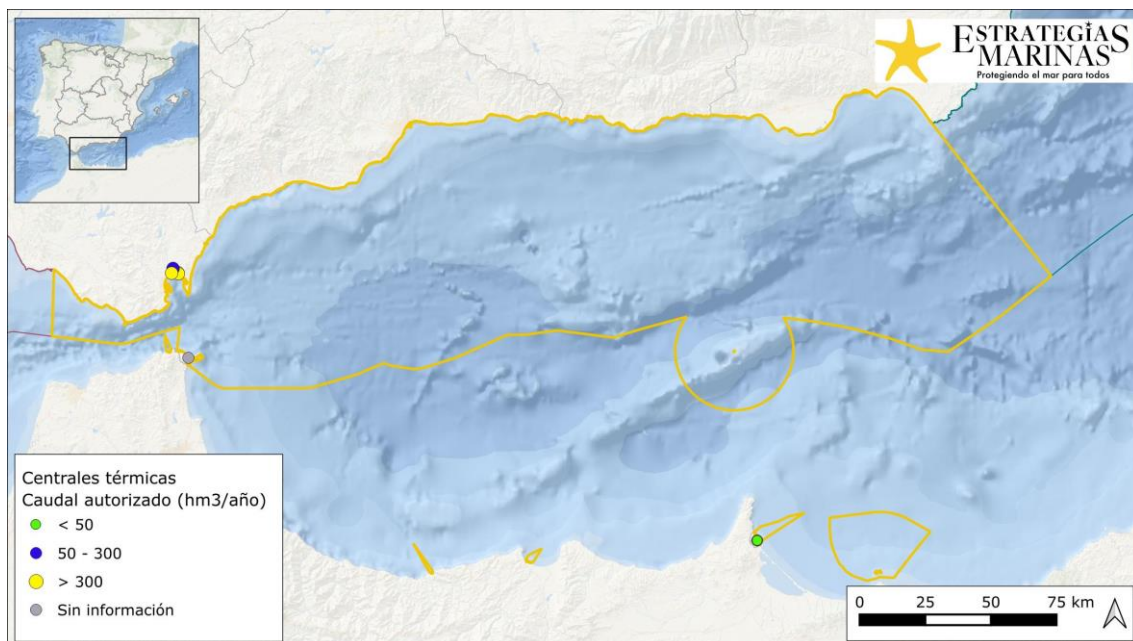 ESTRATEGIAS
MARINAS
Protegiendo el mar para todos
Centrales térmicas
Caudal autorizado (hm3/año)
< 50
50 - 300
> 300
Sin información
0 25 50 75 km